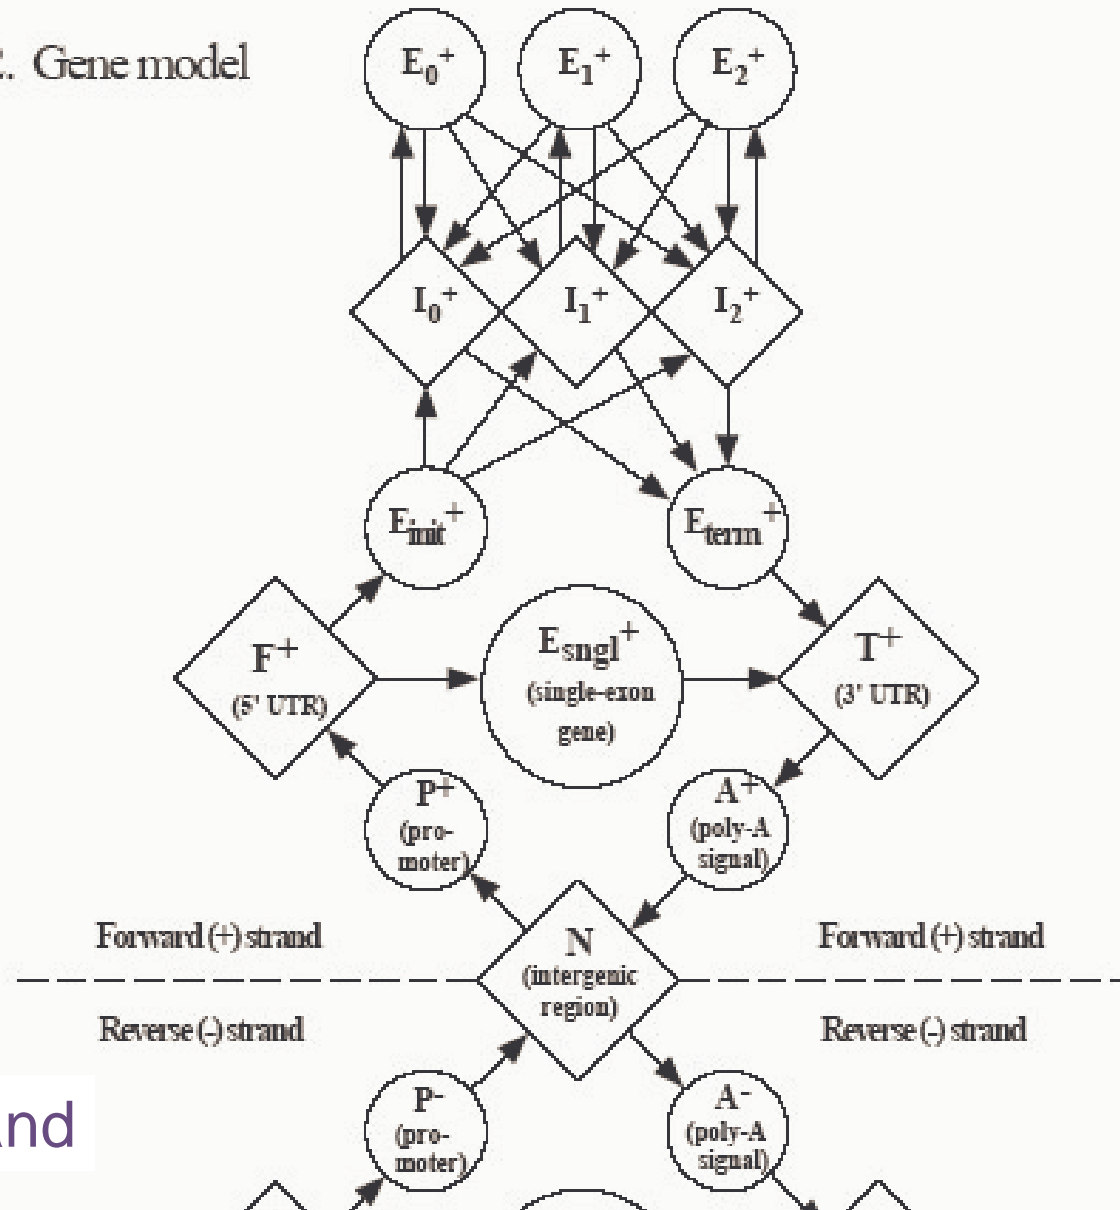 . Gene model
E0+ E1+ E2+
I0+ I1+ I2+
Einit+ Eterm+
F+
(5' UTR)
Esngl+
(single-exon
gene)
T+
(3' UTR)
P+
(pro-
moter)
A+
(poly-A
signal)
Forward (+) strand
N
(intergenic
region)
Forward (+) strand
Reverse (-) strand
Reverse (-) strand
P-
(pro-
moter)
A-
(poly-A
signal)
nd